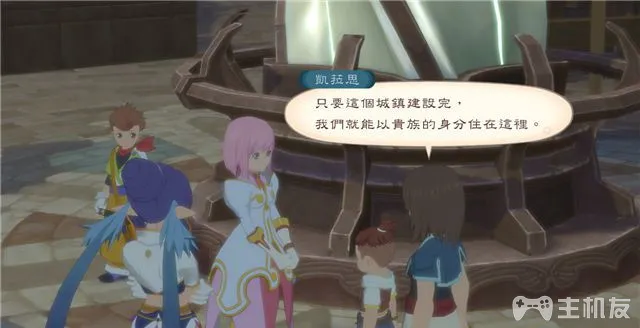 凱菈思
只要這個城鎮建設完，
我們就能以貴族的身分住在這裡。
主机友